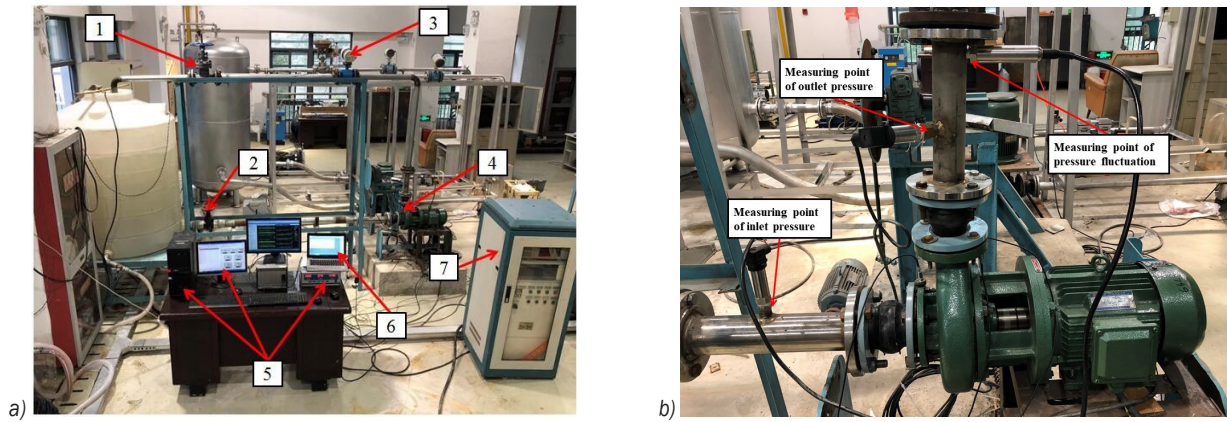 1
3
2
4
7
6
5
a)
Measuring point
of outlet pressure
Measuring point of
pressure fluctuation
Measuring point
of inlet pressure
b)